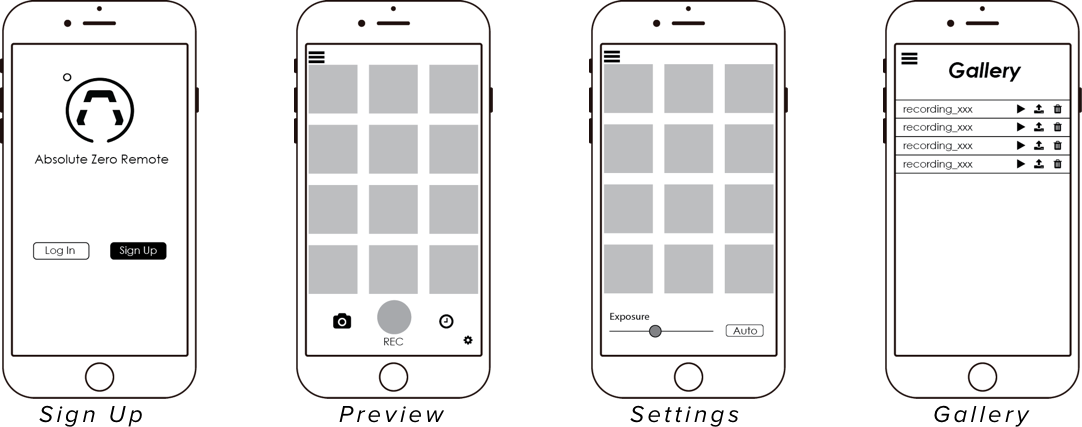 Absolute Zero Remote
Log In
Sign Up
Sign Up
REC
Preview
Exposure
Auto
Settings
Gallery
recording_xxx
recording_xxx
recording_xxx
recording_xxx
Gallery